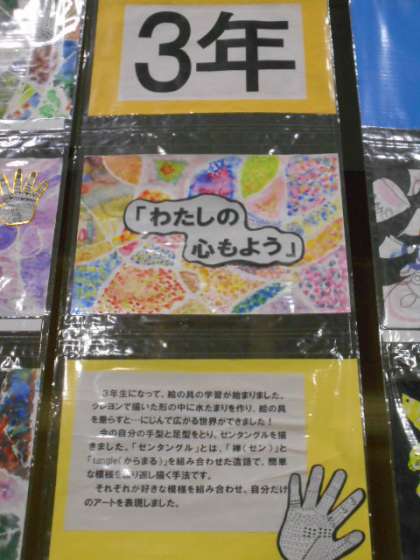 3年
「わたしの
心もよう」
3年生になって、絵の具の学習が始まりました。
クレヨンで描いた形の中に水たまりを作り、絵の具
を垂らすと…にじんで広がる世界ができました！
今の自分の手型と足型をとり、ゼンタングルを描
きました。「ゼンタングル」とは、「禅（ゼン）」と
「tangle（からまる）」を組み合わせた造語で、簡単
な模様を繰り返し描く手法です。
それぞれが好きな模様を組み合わせ、自分だけ
のアートを表現しました。